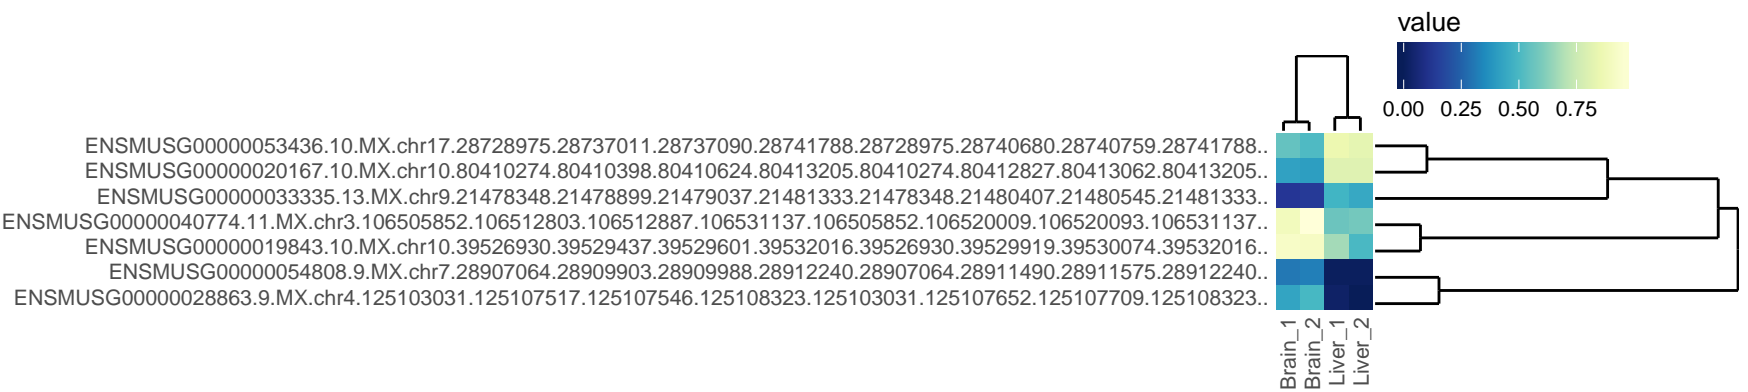 value
0.00 0.25 0.50 0.75
ENSMUSG00000053436.10.MX.chr17.28728975.28737011.28737090.28741788.28728975.28740680.28740759.28741788..
ENSMUSG00000020167.10.MX.chr10.80410274.80410398.80410624.80413205.80410274.80412827.80413062.80413205..
ENSMUSG00000033335.13.MX.chr9.21478348.21478899.21479037.21481333.21478348.21480407.21480545.21481333..
ENSMUSG00000040774.11.MX.chr3.106505852.106512803.106512887.106531137.106505852.106520009.106520093.106531137..
ENSMUSG00000019843.10.MX.chr10.39526930.39529437.39529601.39532016.39526930.39529919.39530074.39532016..
ENSMUSG00000054808.9.MX.chr7.28907064.28909903.28909988.28912240.28907064.28911490.28911575.28912240..
ENSMUSG00000028863.9.MX.chr4.125103031.125107517.125107546.125108323.125103031.125107652.125107709.125108323..
Brain_1
Brain_2
Liver_1
Liver_2